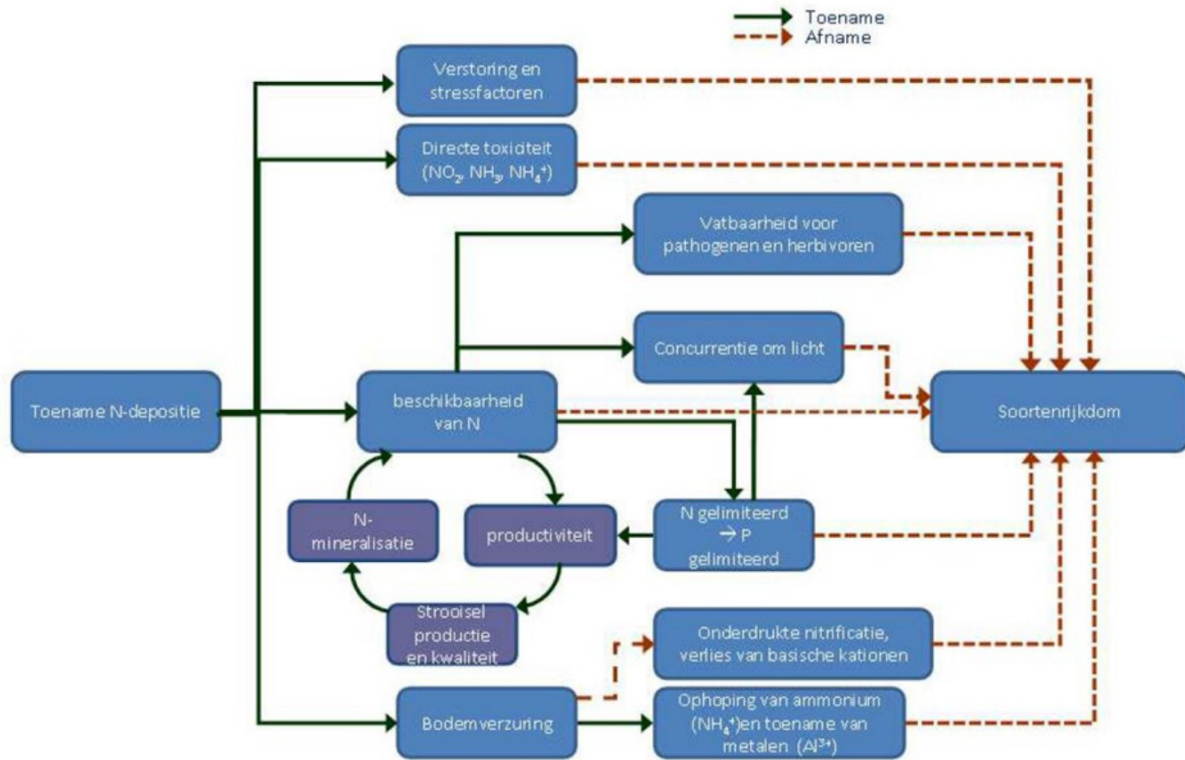 Toename
Afname
Verstoring en
stressfactoren
Directe toxiciteit
(NO₂, NH₃, NH₄⁺)
Vatbaarheid voor
pathogenen en herbivoren
Concurrentie om licht
Toename N-depositie
beschikbaarheid
van N
Soortenrijkdom
N-
mineralisatie
productiviteit
N gelimiteerd
→ P
gelimiteerd
Strooisel
productie
en kwaliteit
Onderdrukte nitrificatie,
verlies van basische kationen
Bodemverzuring
Ophoping van ammonium
(NH₄⁺)en toename van
metalen (Al³⁺)